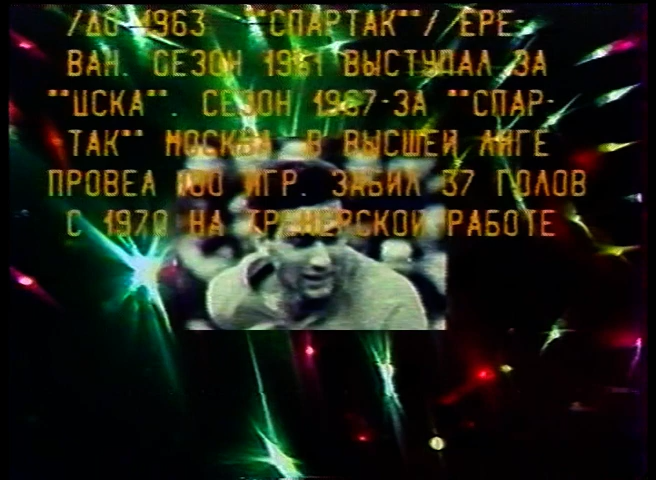 /ДО 1963 ""СПАРТАК""/ ЕРЕ-
ВАН. СЕЗОН 1961 ВЫСТУПАЛ ЗА
""ЦСКА"". СЕЗОН 1967-ЗА ""СПАР-
ТАК"" МОСКВА. В ВЫСШЕЙ ЛИГЕ
ПРОВЕЛ ИГР. ЗАБИЛ 37 ГОЛОВ
С 1970 НА ТРЕНЕРСКОЙ РАБОТЕ